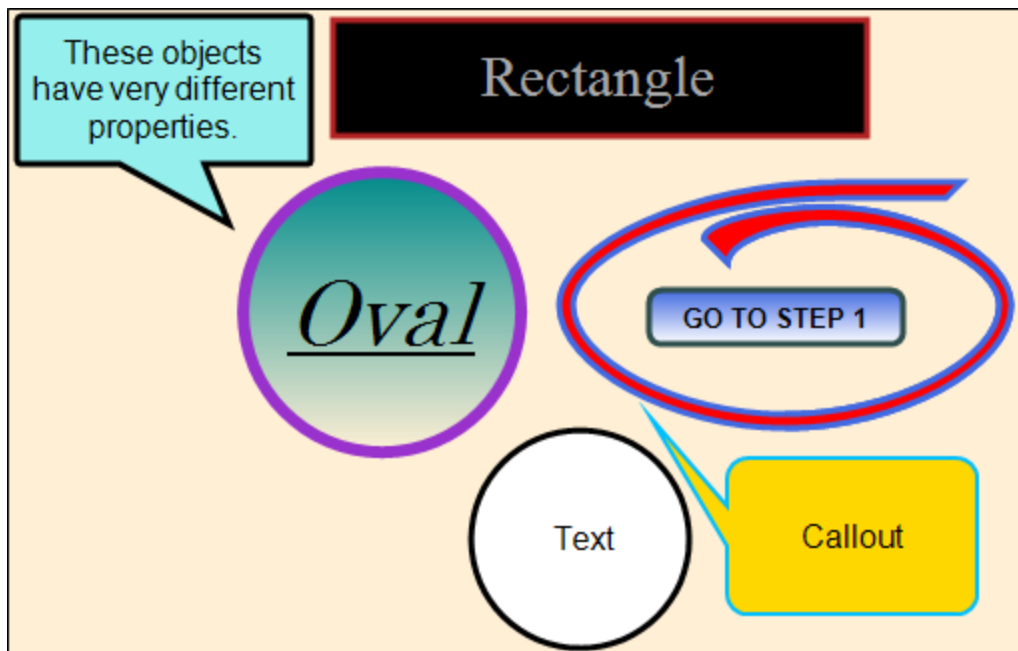 These objects
have very different
properties.
Rectangle
Oval
GO TO STEP 1
Text
Callout